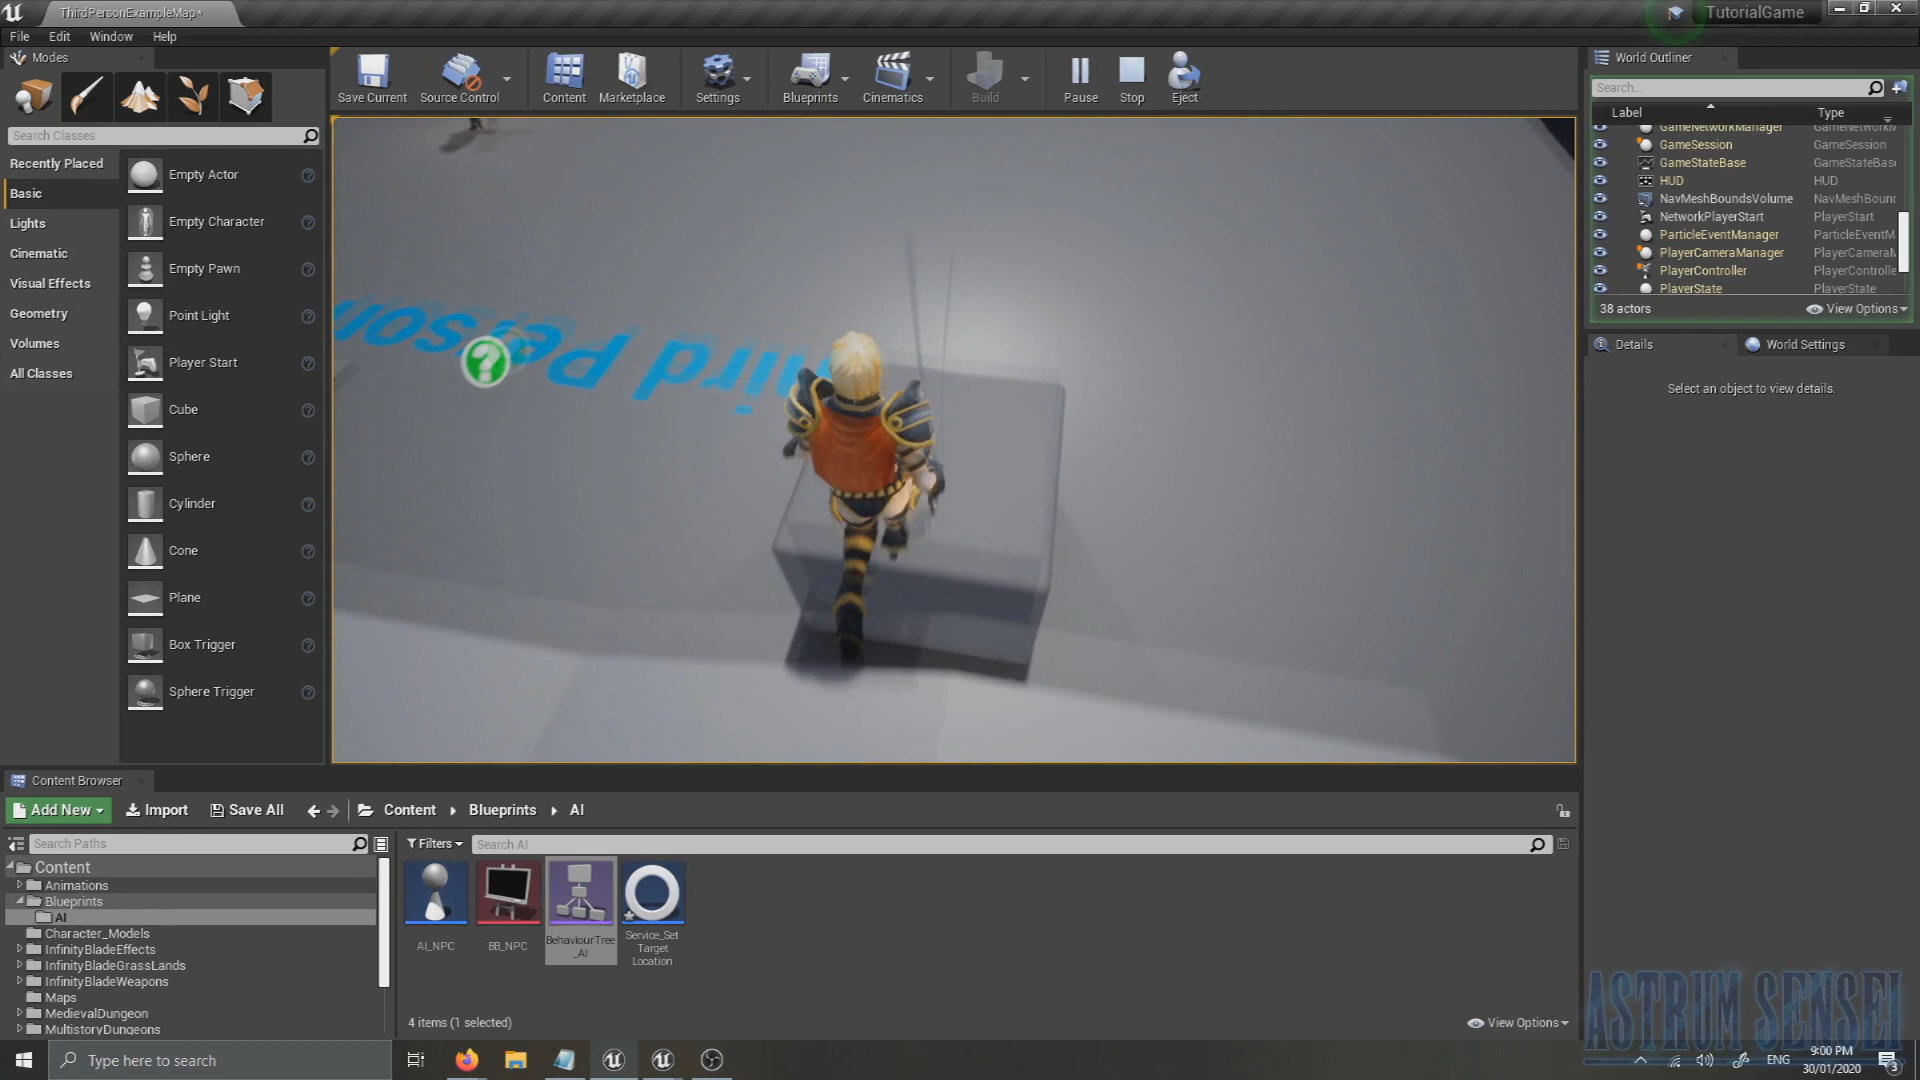 ThirdPersonExampleMap*
TutorialGame
File Edit Window Help
Modes
Search Classes
Recently Placed
Basic
Lights
Cinematic
Visual Effects
Geometry
Volumes
All Classes
Empty Actor
Empty Character
Empty Pawn
Point Light
Player Start
Cube
Sphere
Cylinder
Cone
Plane
Box Trigger
Sphere Trigger
Save Current
Source Control
Content
Marketplace
Settings
Blueprints
Cinematics
Build
Pause
Stop
Eject
hird Person
World Outliner
Search...
Label Type
GameNetworkManager GameNetworkM
GameSession GameSession
GameStateBase GameStateBase
HUD HUD
NavMeshBoundsVolume NavMeshBound
NetworkPlayerStart PlayerStart
ParticleEventManager ParticleEventM
PlayerCameraManager PlayerCameraM
PlayerController PlayerControlle
PlayerState PlayerState
38 actors View Options
Details World Settings
Select an object to view details.
Content Browser
Add New Import Save All Content Blueprints AI
Search Paths
Content
Animations
Blueprints
AI
Character_Models
InfinityBladeEffects
InfinityBladeGrassLands
InfinityBladeWeapons
Maps
MedievalDungeon
MultistoryDungeons
Filters Search AI
AI_NPC
BB_NPC
BehaviourTree
_AI
Service_Set
Target
Location
4 items (1 selected)
View Options
ASTRUM SENSEI
Type here to search
ENG
9:00 PM
30/01/2020
3